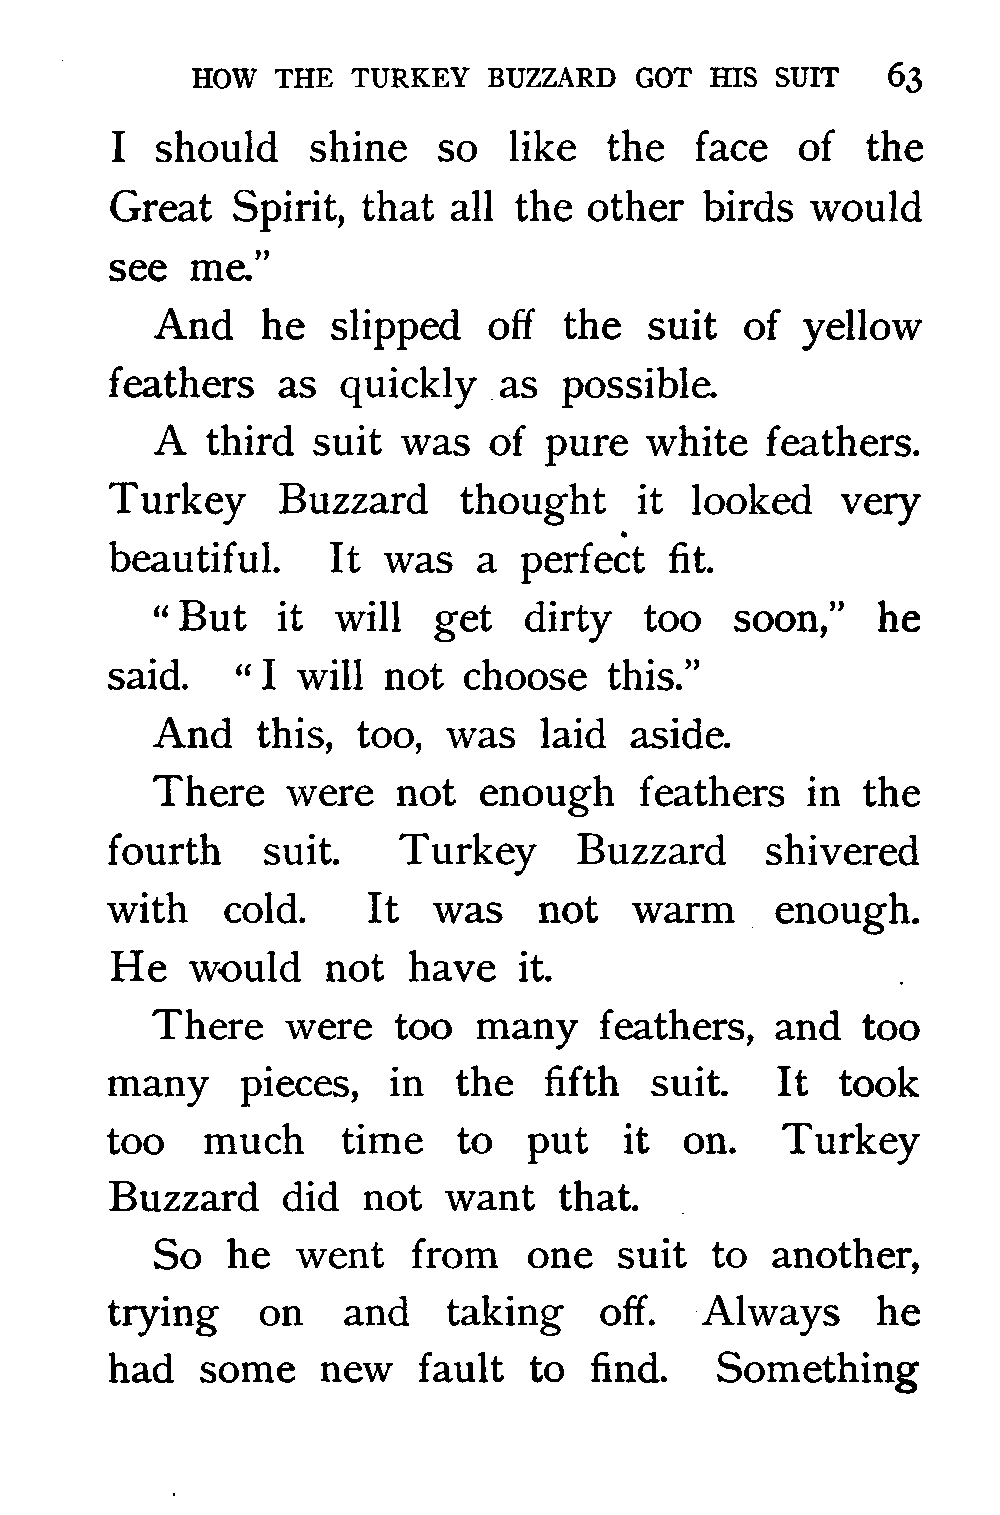 HOW THE TURKEY BUZZARD GOT HIS SUIT 63
I should shine so like the face of the
Great Spirit, that all the other birds would
see me.”
And he slipped off the suit of yellow
feathers as quickly as possible.
A third suit was of pure white feathers.
Turkey Buzzard thought it looked very
beautiful. It was a perfect fit.
“ But it will get dirty too soon,” he
said. “ I will not choose this.”
And this, too, was laid aside.
There were not enough feathers in the
fourth suit. Turkey Buzzard shivered
with cold. It was not warm enough.
He would not have it.
There were too many feathers, and too
many pieces, in the fifth suit. It took
too much time to put it on. Turkey
Buzzard did not want that.
So he went from one suit to another,
trying on and taking off. Always he
had some new fault to find. Something